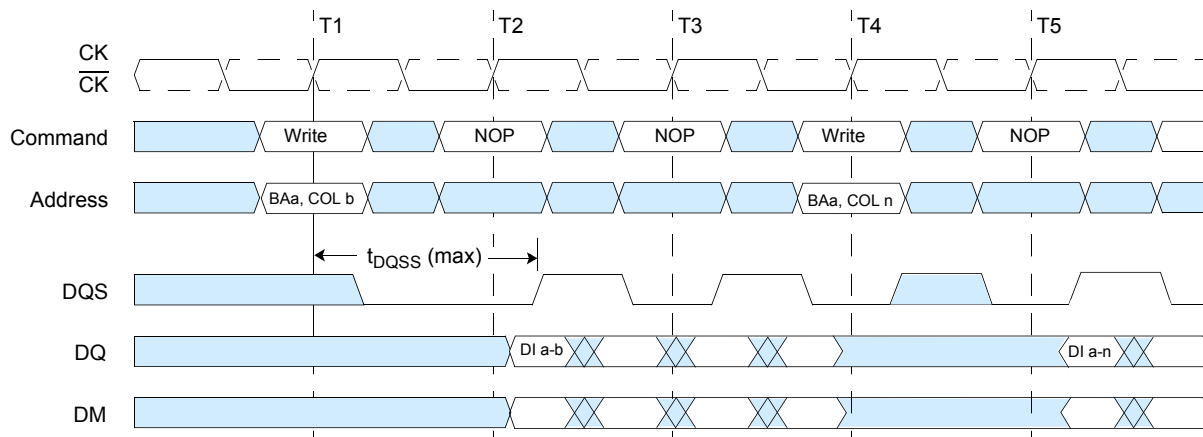 T1 T2 T3 T4 T5
CK
CK
Command Write NOP NOP Write NOP
Address BAa, COL b BAa, COL n
tDQSS (max)
DQS
DQ DI a-b DI a-n
DM